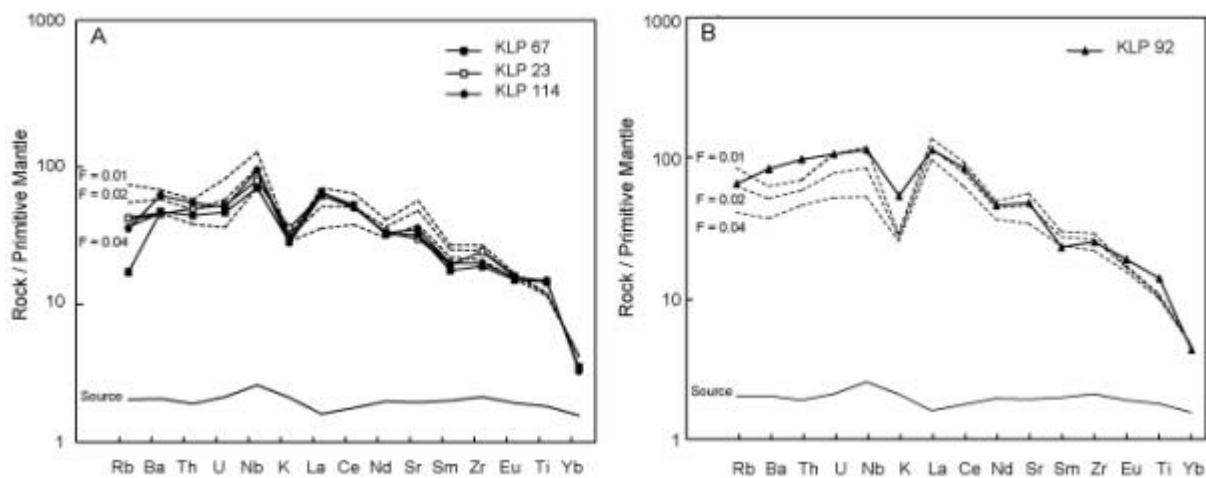 A
KLP 67
KLP 23
KLP 114
Rock / Primitive Mantle
1000
100
10
1
F = 0.01
F = 0.02
F = 0.04
Source
Rb Ba Th U Nb K La Ce Nd Sr Sm Zr Eu Ti Yb
B
KLP 92
Rock / Primitive Mantle
1000
100
10
1
F = 0.01
F = 0.02
F = 0.04
Source
Rb Ba Th U Nb K La Ce Nd Sr Sm Zr Eu Ti Yb